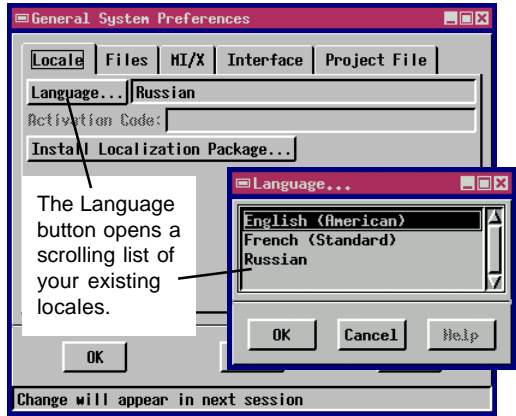 General System Preferences
Locale Files MI/X Interface Project File
Language... Russian
Activation Code:
Install Localization Package...
The Language
button opens a
scrolling list of
your existing
locales.
Language...
English (American)
French (Standard)
Russian
OK Cancel Help
OK
Change will appear in next session